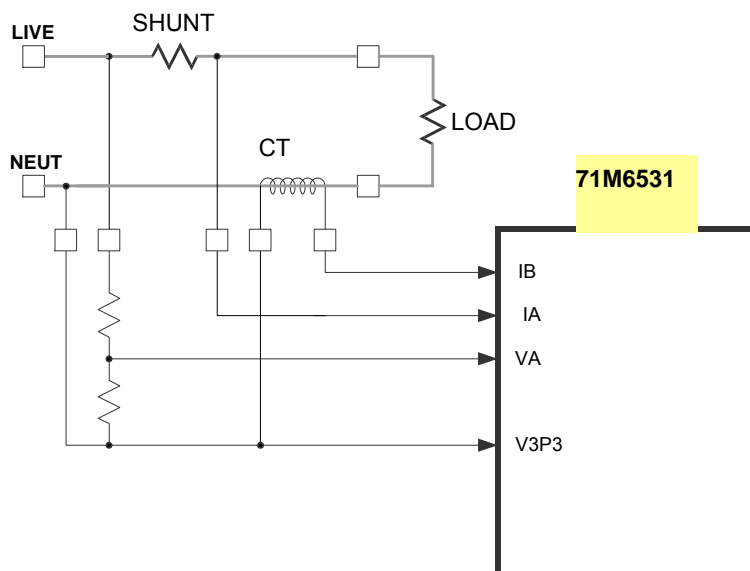 SHUNT
LIVE
LOAD
CT
NEUT
71M6531
IB
IA
VA
V3P3